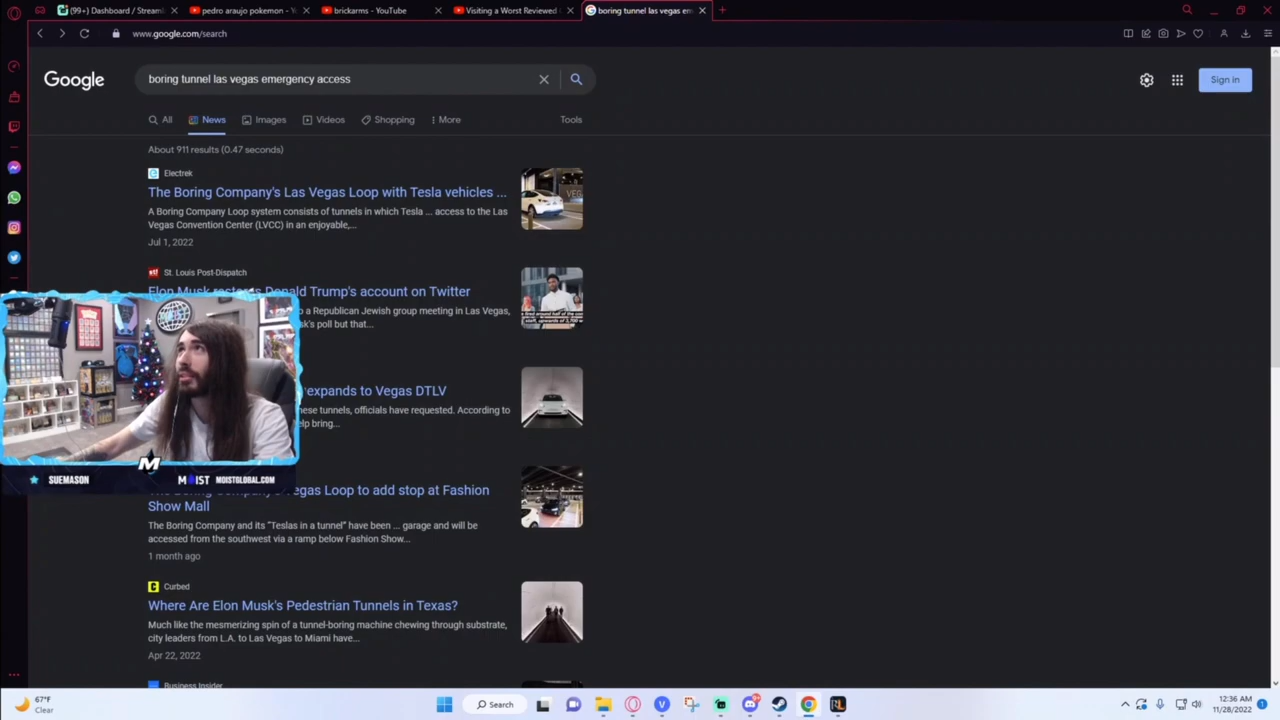 (99+) Dashboard / Streaml
pedro araujo pokemon -
brickarms - YouTube
Visiting a Worst Reviewed
boring tunnel las vegas em
www.google.com/search
Google
boring tunnel las vegas emergency access
Sign in
All
News
Images
Videos
Shopping
More
Tools
About 911 results (0.47 seconds)
Electrek
The Boring Company's Las Vegas Loop with Tesla vehicles ...
A Boring Company Loop system consists of tunnels in which Tesla ... access to the Las
Vegas Convention Center (LVCC) in an enjoyable,...
Jul 1, 2022
St. Louis Post-Dispatch
Elon Musk restores Donald Trump's account on Twitter
o a Republican Jewish group meeting in Las Vegas,
k's poll but that...
expands to Vegas DTLV
hese tunnels, officials have requested. According to
elp bring...
SUEMASON
M
MOIST
MOISTGLOBAL.COM
The Boring Company's Vegas Loop to add stop at Fashion
Show Mall
The Boring Company and its "Teslas in a tunnel" have been ... garage and will be
accessed from the southwest via a ramp below Fashion Show...
1 month ago
Curbed
Where Are Elon Musk's Pedestrian Tunnels in Texas?
Much like the mesmerizing spin of a tunnel-boring machine chewing through substrate,
city leaders from L.A. to Las Vegas to Miami have...
Apr 22, 2022
Business Insider
67°F
Clear
Search
12:36 AM
11/28/2022